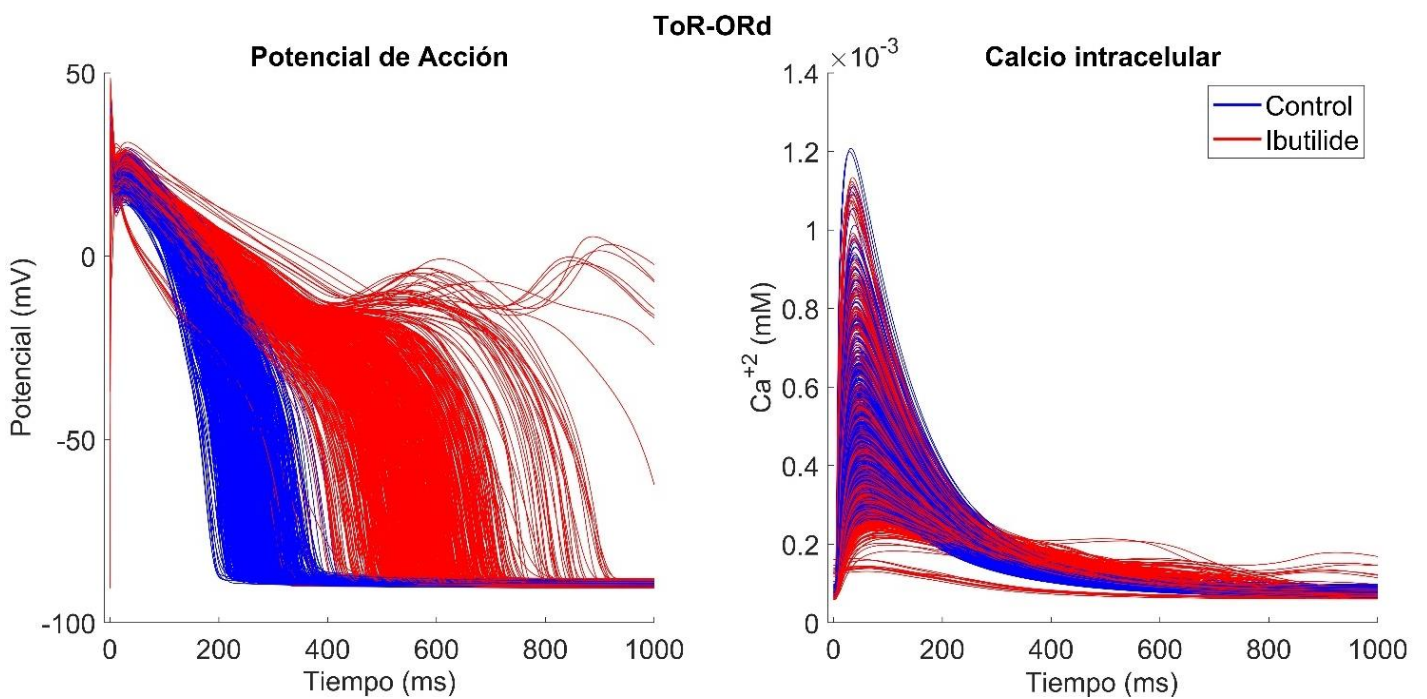 ToR-ORd
Potencial de Acción
50
0
-50
-100
Potencial (mV)
0 200 400 600 800 1000
Tiempo (ms)
Calcio intracelular
×10⁻³
1.4
1.2
1
0.8
0.6
0.4
0.2
0
Ca⁺² (mM)
Control
Ibutilide
0 200 400 600 800 1000
Tiempo (ms)